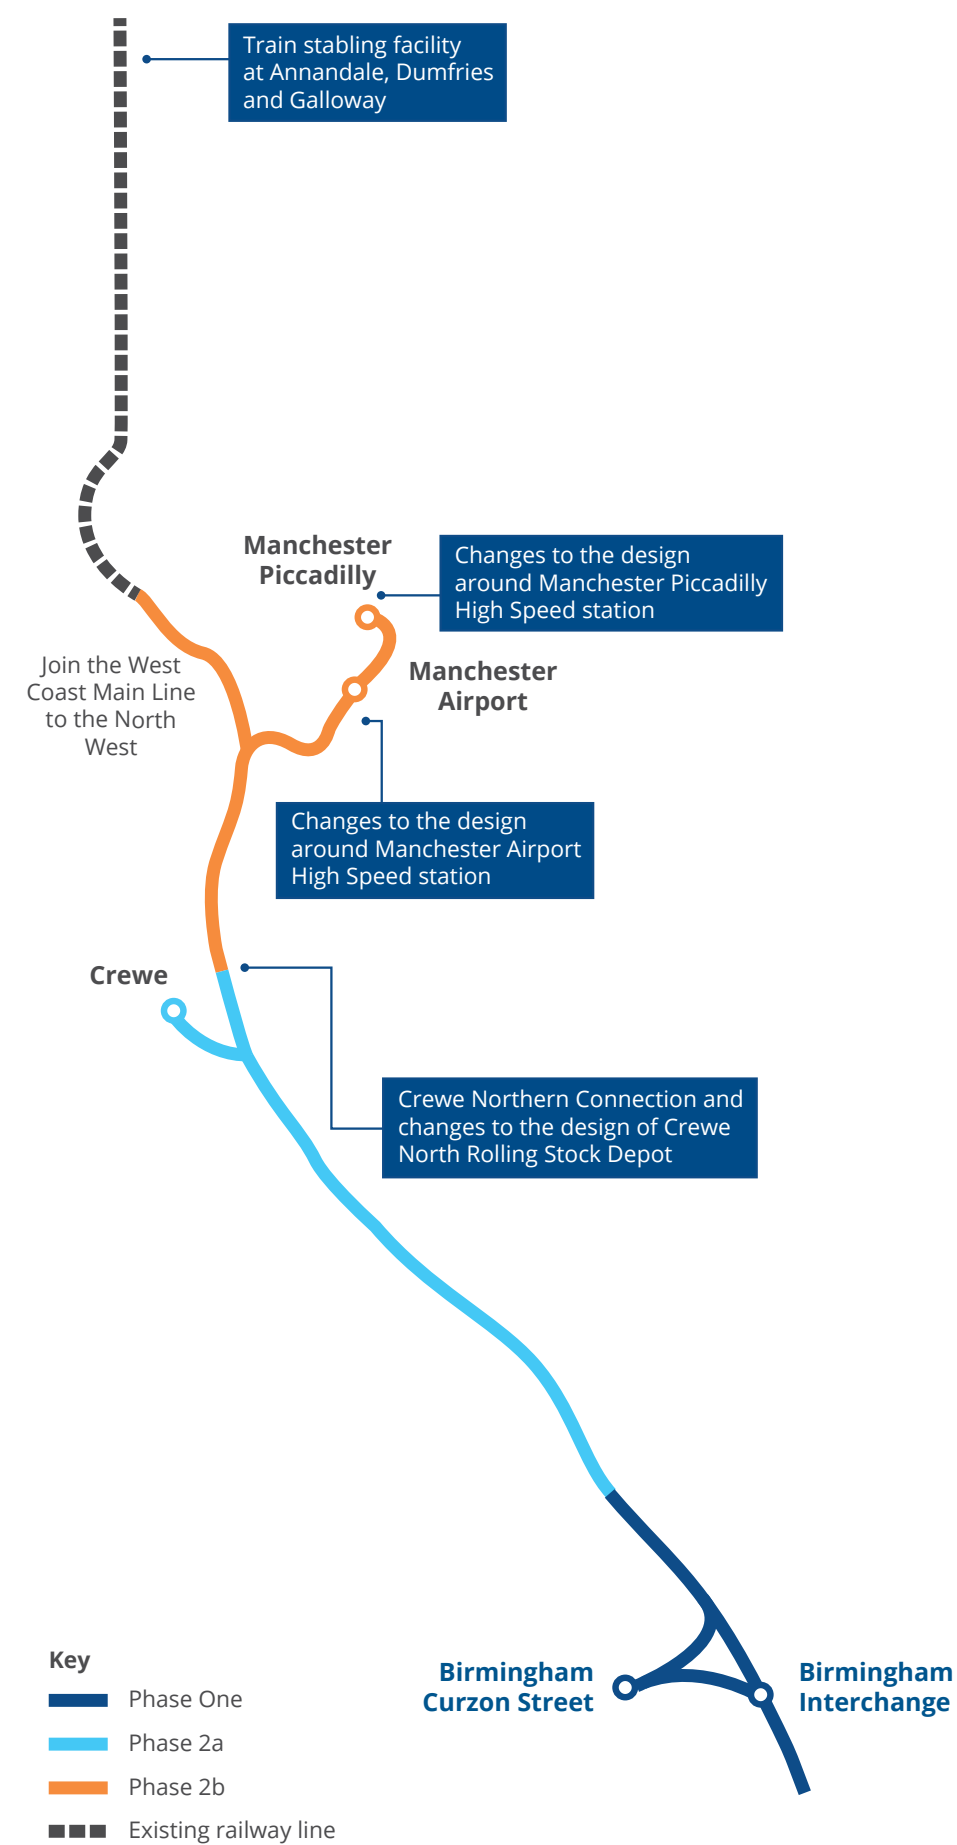 Train stabling facility
at Annandale, Dumfries
and Galloway
Manchester
Piccadilly
Changes to the design
around Manchester Piccadilly
High Speed station
Join the West
Coast Main Line
to the North
West
Manchester
Airport
Changes to the design
around Manchester Airport
High Speed station
Crewe
Crewe Northern Connection and
changes to the design of Crewe
North Rolling Stock Depot
Birmingham
Curzon Street
Birmingham
Interchange
Key
Phase One
Phase 2a
Phase 2b
Existing railway line